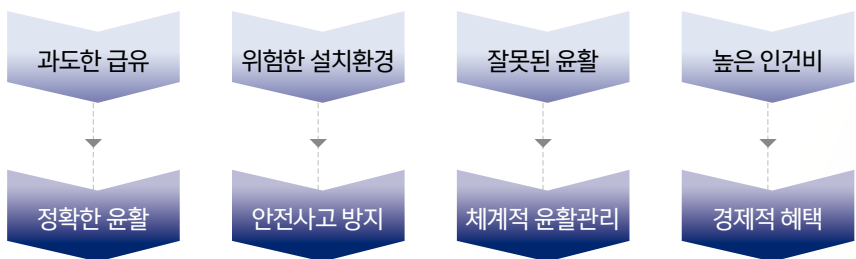 과도한 급유
위험한 설치환경
잘못된 윤활
높은 인건비
정확한 윤활
안전사고 방지
체계적 윤활관리
경제적 혜택